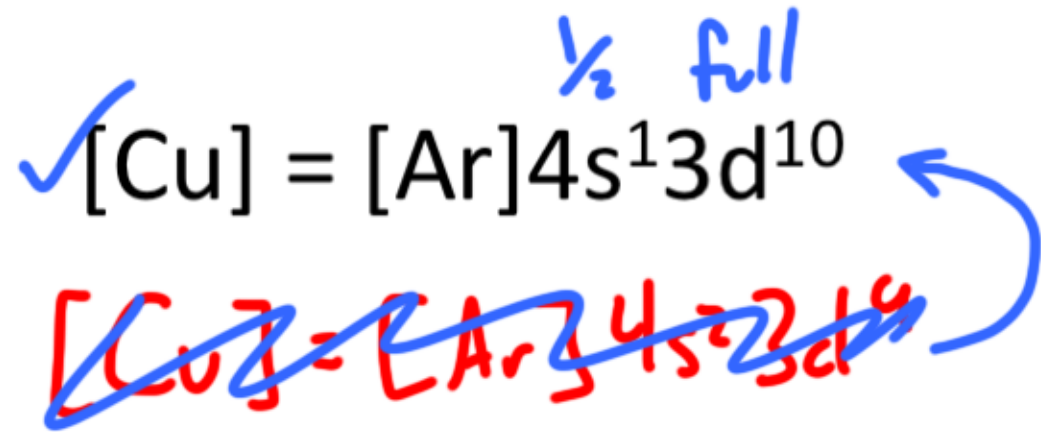 ½ full
[Cu] = [Ar]4s¹3d¹⁰
[Cu]=[Ar]4s²3d⁹